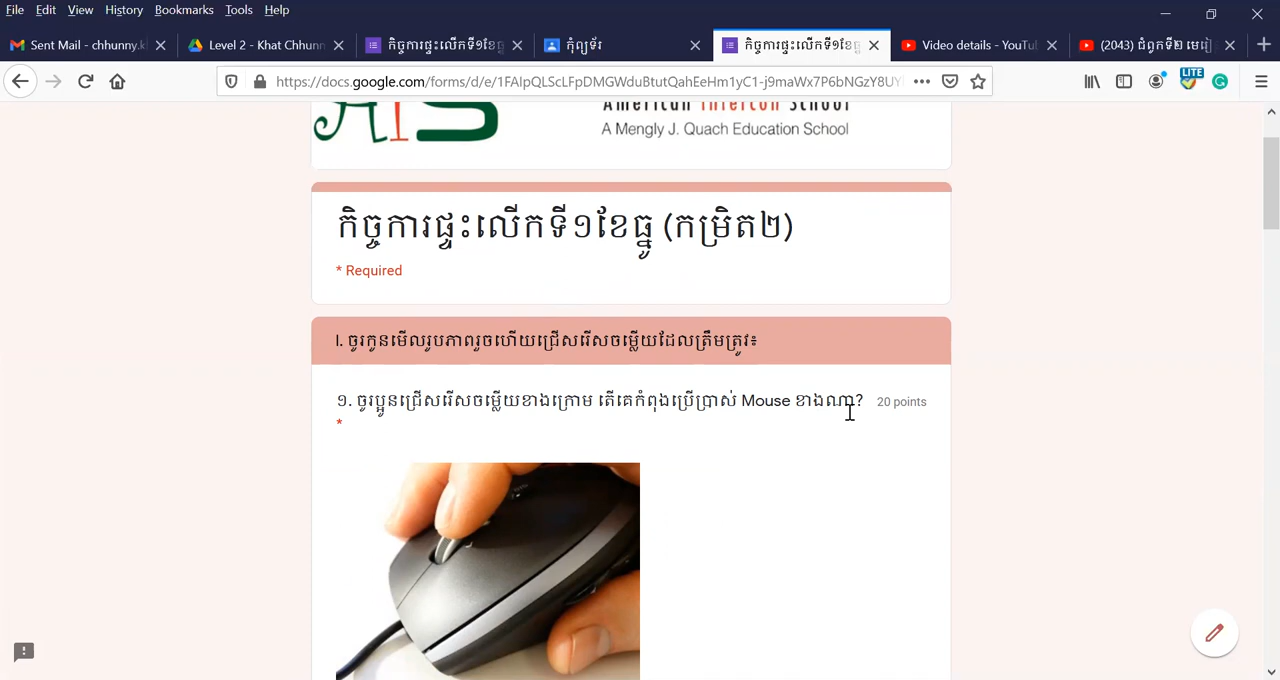 File Edit View History Bookmarks Tools Help
Sent Mail - chhunny.k
Level 2 - Khat Chhunn
កិច្ចការផ្ទះលើកទី១ខែធ្
កុំព្យូទ័រ
កិច្ចការផ្ទះលើកទី១ខែធ្
Video details - YouTu
(2043) ជំពូកទី២ មេរៀ
https://docs.google.com/forms/d/e/1FAIpQLScLFpDMGWduBtutQahEeHm1yC1-j9maWx7P6bNGzY8UY
LITE
AIS
American Intercon School
A Mengly J. Quach Education School
កិច្ចការផ្ទះលើកទី១ខែធ្នូ (កម្រិត២)
* Required
I. ចូរកូនមើលរូបភាពរួចហើយជ្រើសរើសចម្លើយដែលត្រឹមត្រូវ៖
១. ចូរប្អូនជ្រើសរើសចម្លើយខាងក្រោម តើគេកំពុងប្រើប្រាស់ Mouse ខាងណា? 20 points
*